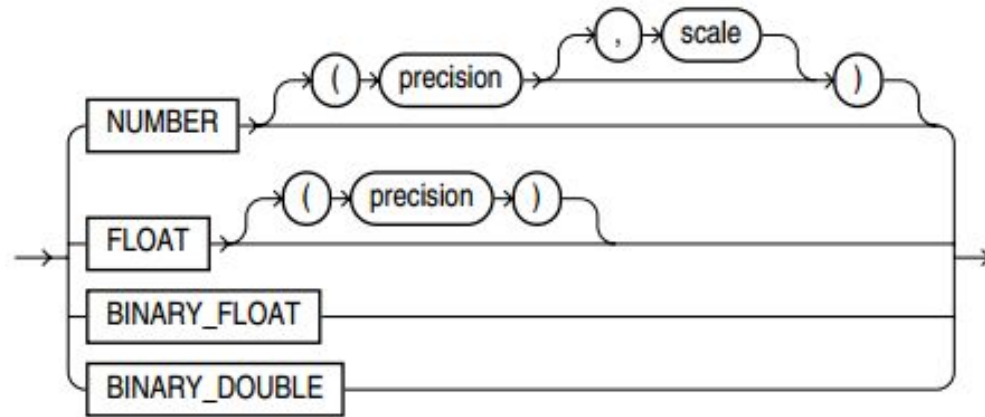 , scale
( precision )
NUMBER
( precision )
FLOAT
BINARY_FLOAT
BINARY_DOUBLE